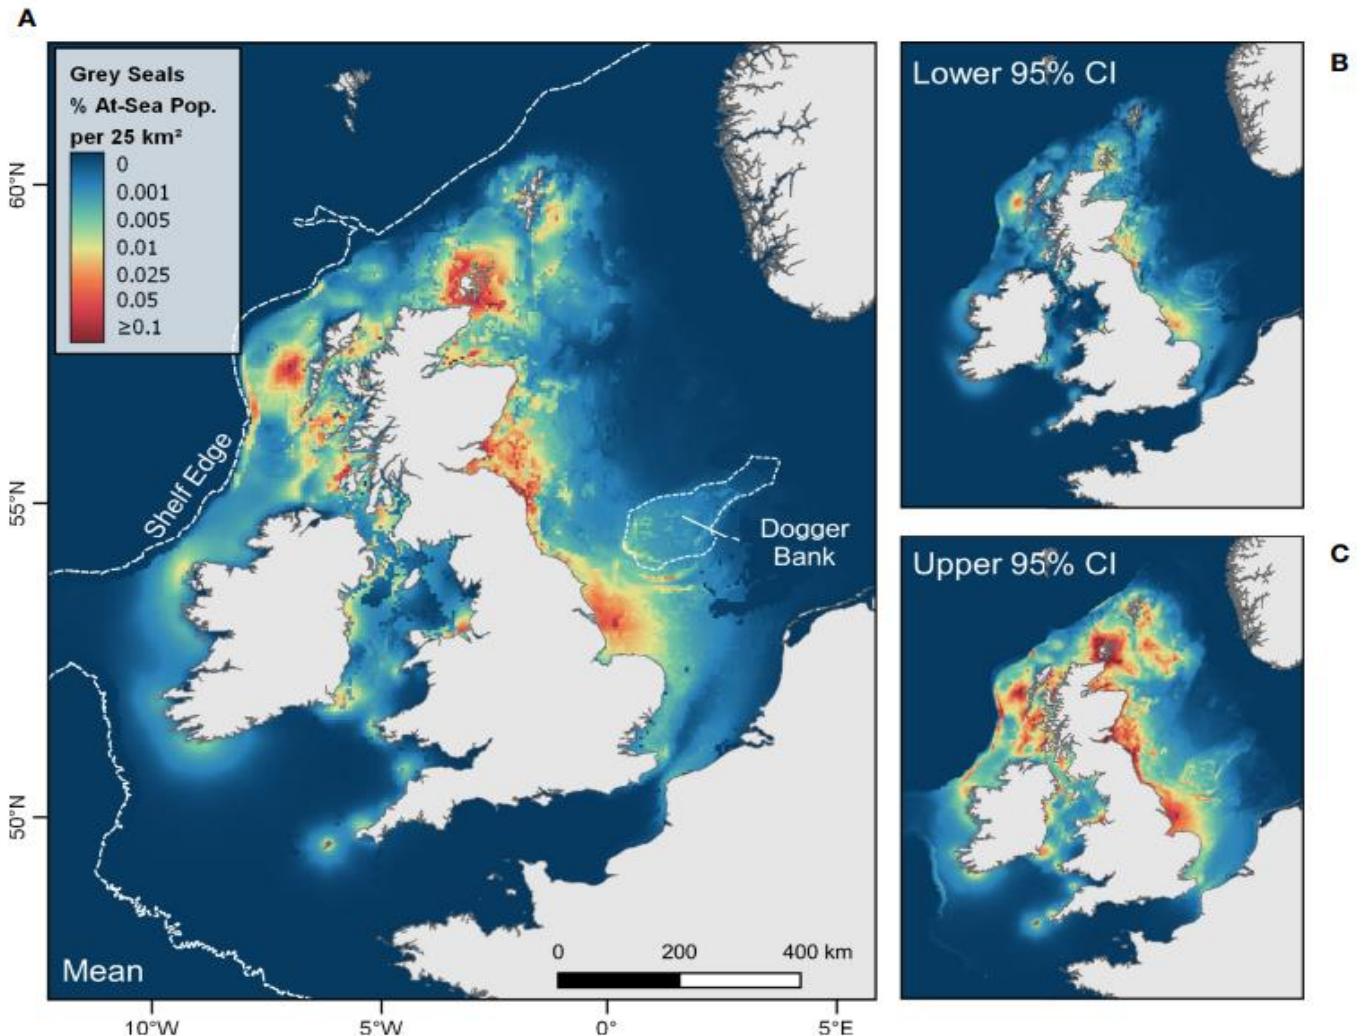 A
Grey Seals
% At-Sea Pop.
per 25 km²
0
0.001
0.005
0.01
0.025
0.05
≥0.1
60°N
55°N
50°N
Shelf Edge
Dogger
Bank
Mean
0 200 400 km
10°W 5°W 0° 5°E
Lower 95% CI
B
Upper 95% CI
C